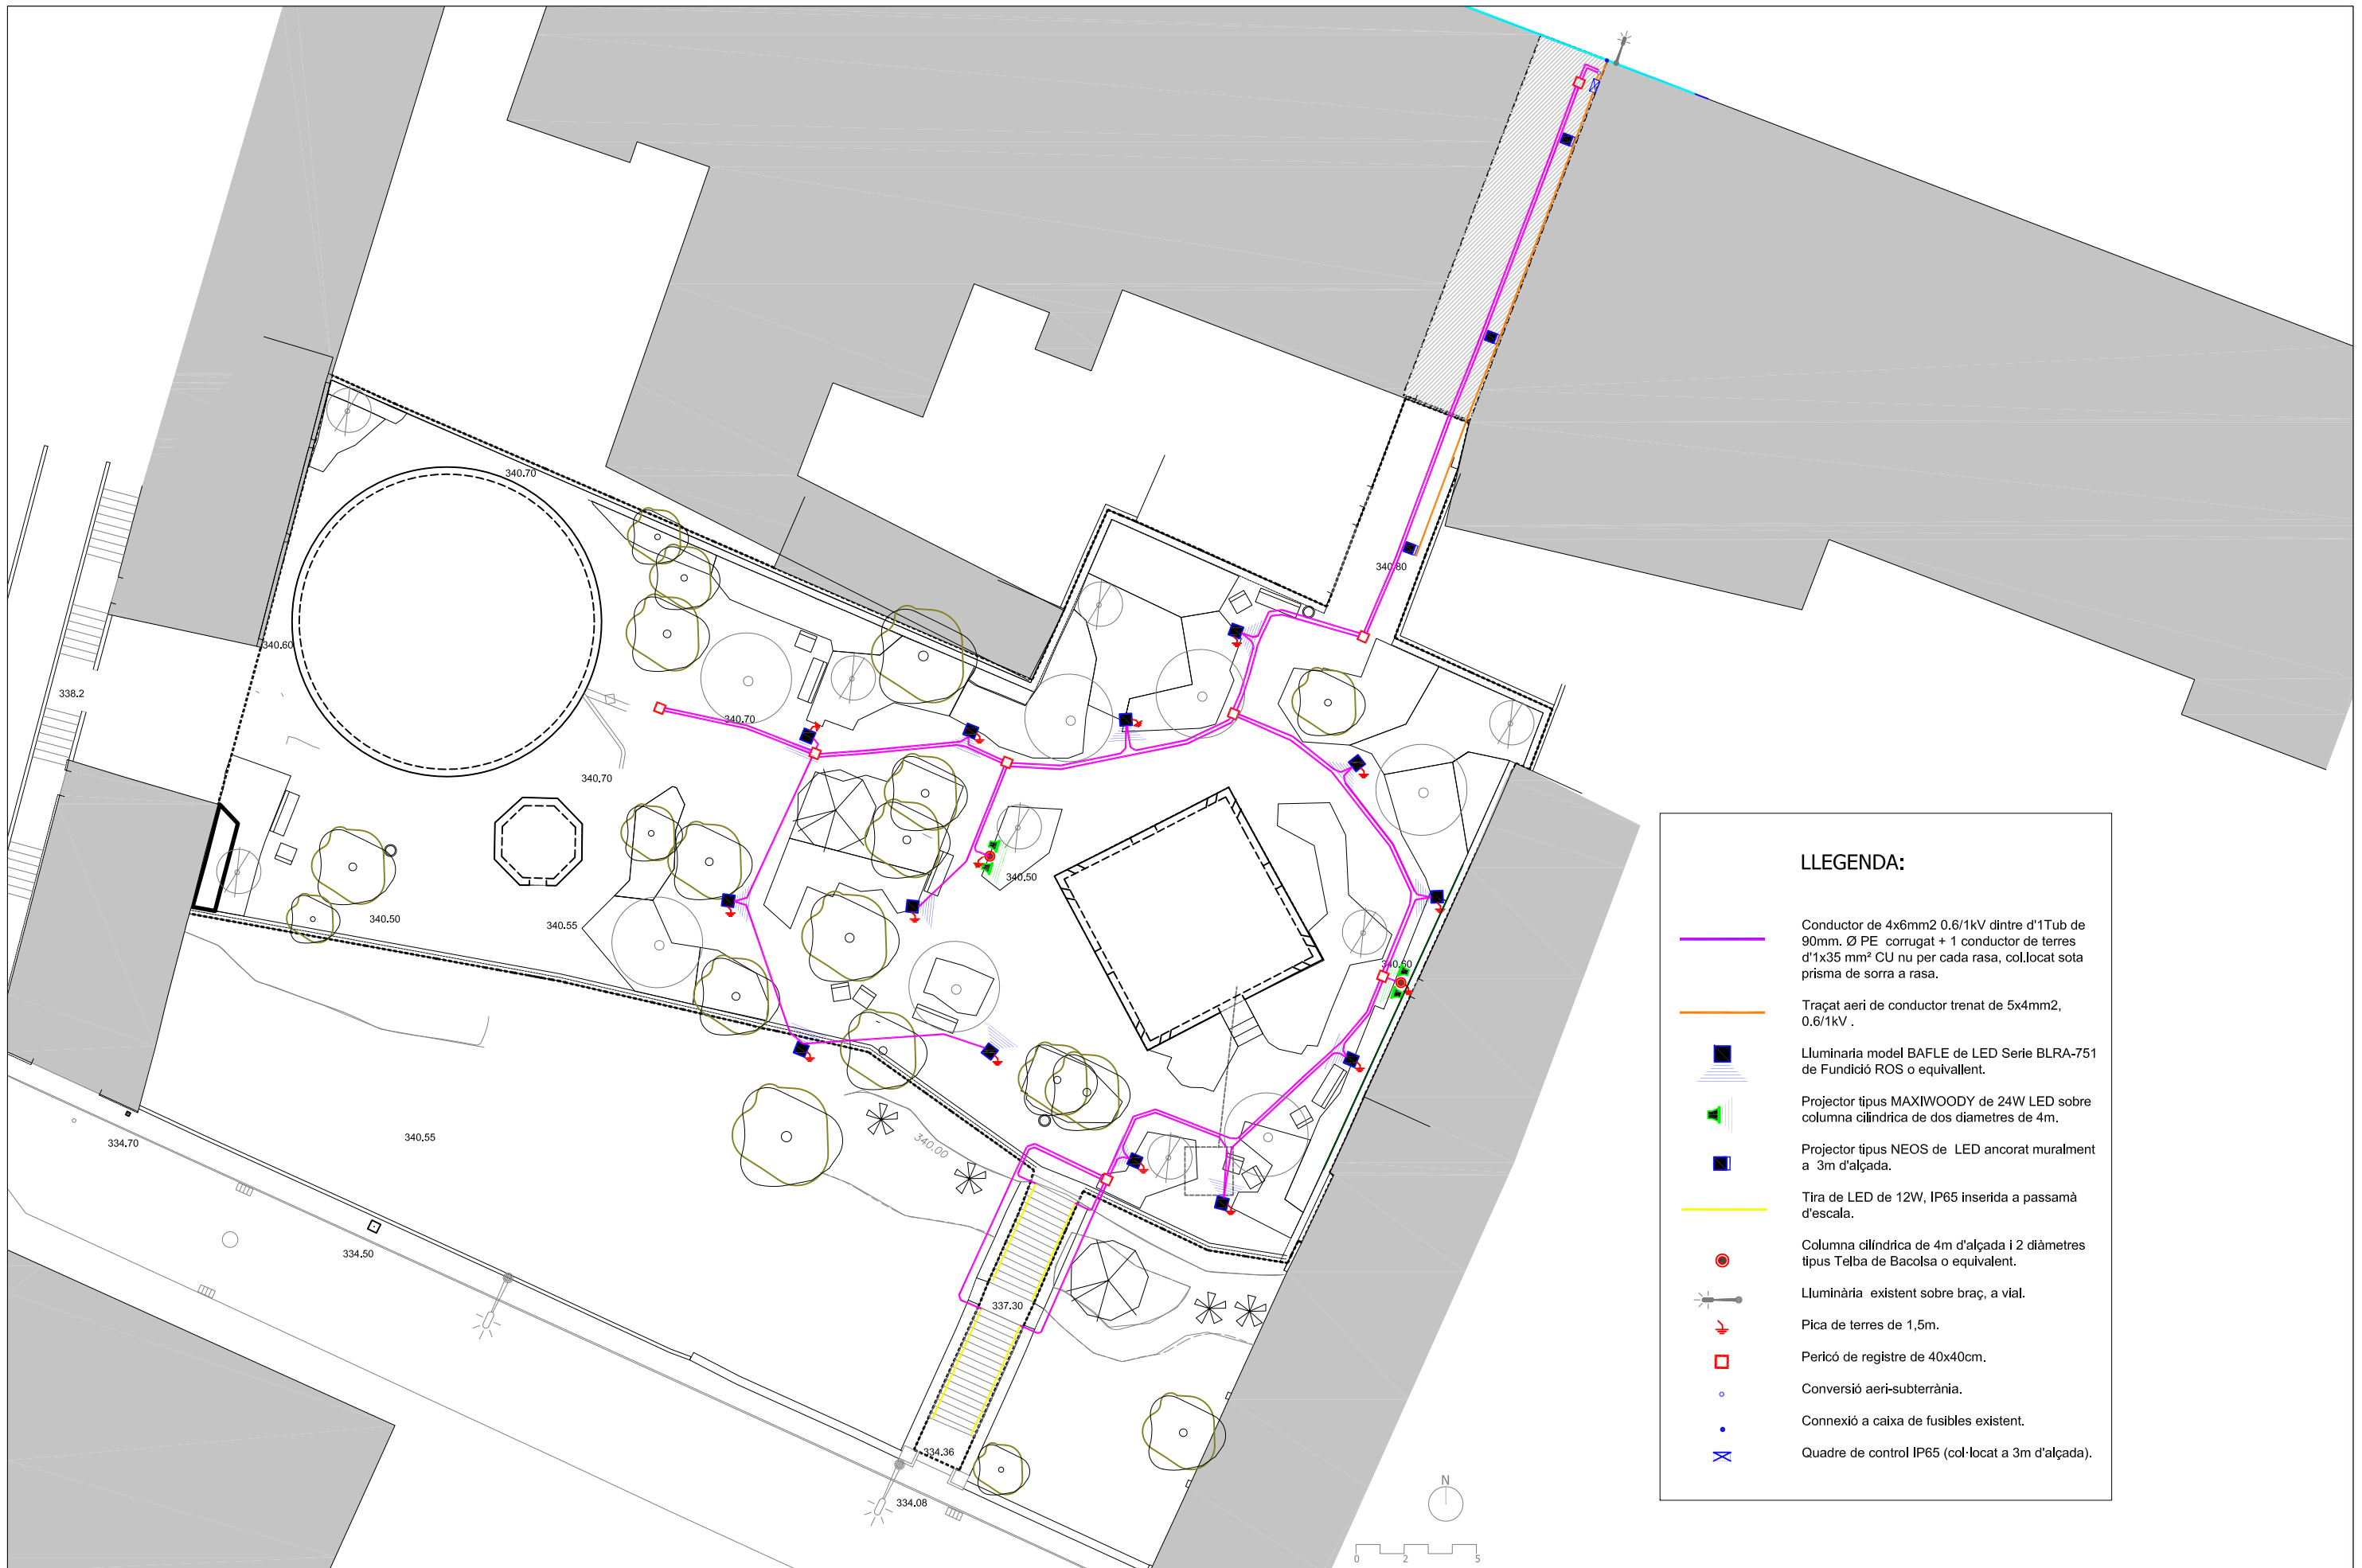 340.70
340.80
340.60
338.2
340.70
340.70
340.50
340.50
340.55
340.60
334.70
340.55
340.00
334.50
337.30
334.36
334.08
N
0 2 5
LLEGENDA:
Conductor de 4x6mm2 0.6/1kV dintre d'1Tub de
90mm. Ø PE corrugat + 1 conductor de terres
d'1x35 mm² CU nu per cada rasa, col.locat sota
prisma de sorra a rasa.
Traçat aeri de conductor trenat de 5x4mm2,
0.6/1kV .
Lluminaria model BAFLE de LED Serie BLRA-751
de Fundició ROS o equivallent.
Projector tipus MAXIWOODY de 24W LED sobre
columna cilindrica de dos diametres de 4m.
Projector tipus NEOS de LED ancorat muralment
a 3m d'alçada.
Tira de LED de 12W, IP65 inserida a passamà
d'escala.
Columna cilíndrica de 4m d'alçada i 2 diàmetres
tipus Telba de Bacolsa o equivalent.
Lluminària existent sobre braç, a vial.
Pica de terres de 1,5m.
Pericó de registre de 40x40cm.
Conversió aeri-subterrània.
Connexió a caixa de fusibles existent.
Quadre de control IP65 (col·locat a 3m d'alçada).